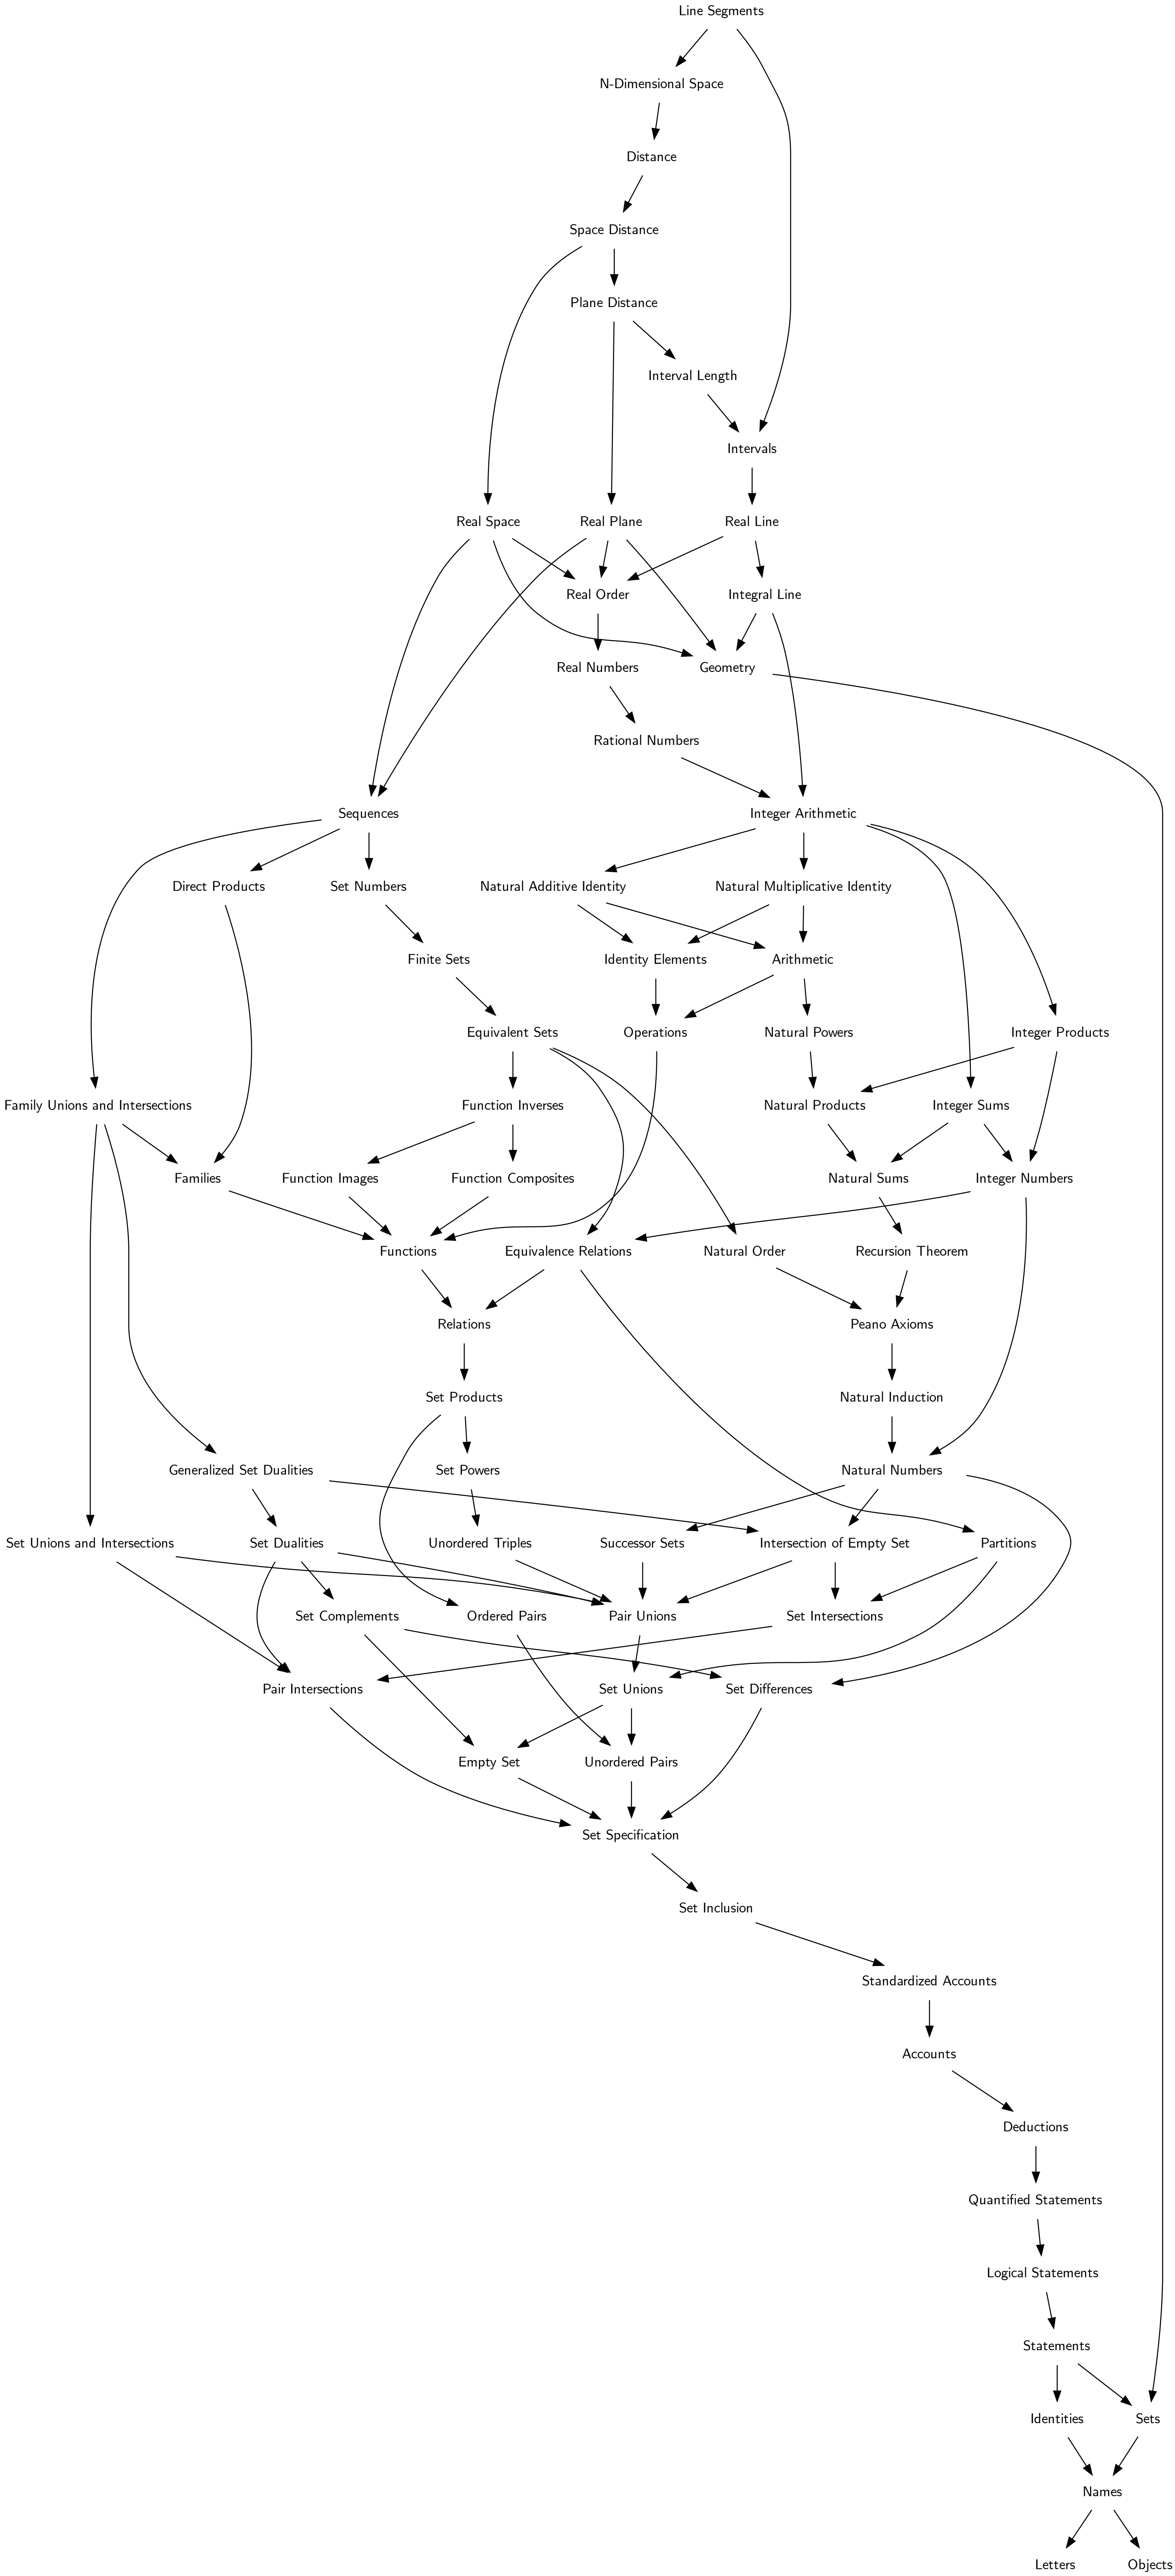 Line Segments
N-Dimensional Space
Distance
Space Distance
Plane Distance
Interval Length
Intervals
Real Space
Real Plane
Real Line
Real Order
Integral Line
Real Numbers
Geometry
Rational Numbers
Sequences
Integer Arithmetic
Direct Products
Set Numbers
Natural Additive Identity
Natural Multiplicative Identity
Finite Sets
Identity Elements
Arithmetic
Equivalent Sets
Operations
Natural Powers
Integer Products
Family Unions and Intersections
Function Inverses
Natural Products
Integer Sums
Families
Function Images
Function Composites
Natural Sums
Integer Numbers
Functions
Equivalence Relations
Natural Order
Recursion Theorem
Relations
Peano Axioms
Set Products
Natural Induction
Generalized Set Dualities
Set Powers
Natural Numbers
Set Unions and Intersections
Set Dualities
Unordered Triples
Successor Sets
Intersection of Empty Set
Partitions
Set Complements
Ordered Pairs
Pair Unions
Set Intersections
Pair Intersections
Set Unions
Set Differences
Empty Set
Unordered Pairs
Set Specification
Set Inclusion
Standardized Accounts
Accounts
Deductions
Quantified Statements
Logical Statements
Statements
Identities
Sets
Names
Letters
Objects